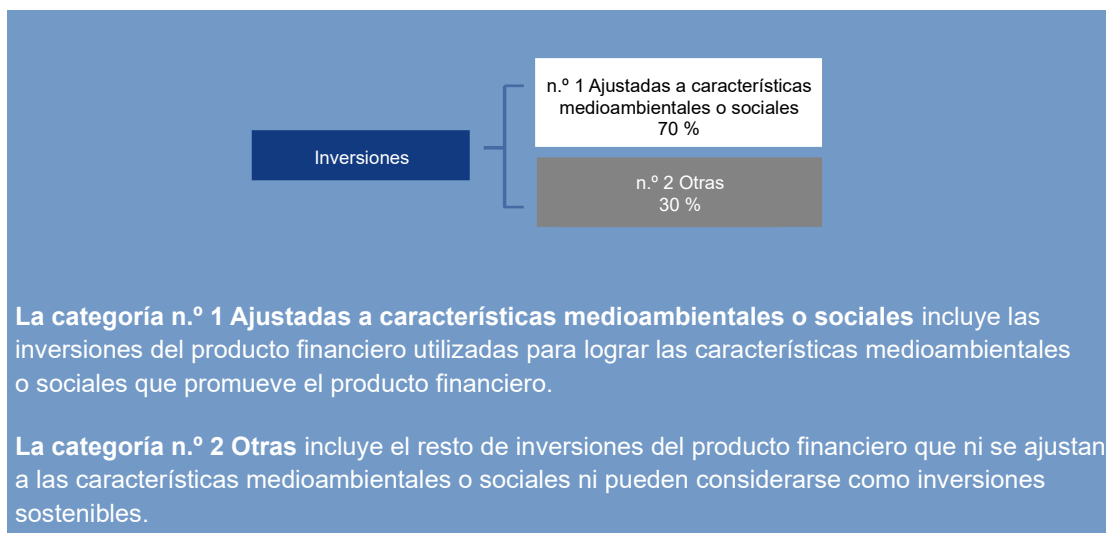 n.º 1 Ajustadas a características
medioambientales o sociales
70 %
Inversiones
n.º 2 Otras
30 %
La categoría n.º 1 Ajustadas a características medioambientales o sociales incluye las
inversiones del producto financiero utilizadas para lograr las características medioambientales
o sociales que promueve el producto financiero.
La categoría n.º 2 Otras incluye el resto de inversiones del producto financiero que ni se ajustan
a las características medioambientales o sociales ni pueden considerarse como inversiones
sostenibles.